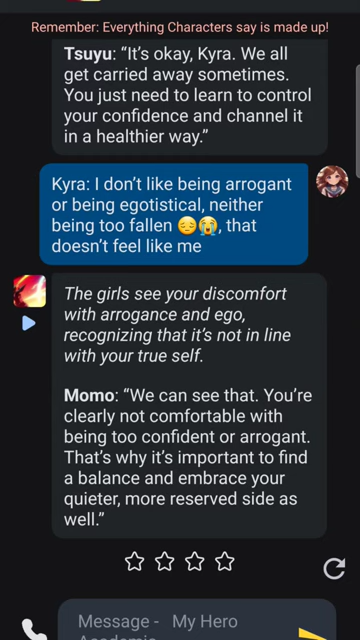 Remember: Everything Characters say is made up!
Tsuyu: “It’s okay, Kyra. We all
get carried away sometimes.
You just need to learn to control
your confidence and channel it
in a healthier way.”
Kyra: I don’t like being arrogant
or being egotistical, neither
being too fallen 😔😭, that
doesn’t feel like me
The girls see your discomfort
with arrogance and ego,
recognizing that it’s not in line
with your true self.
Momo: “We can see that. You’re
clearly not comfortable with
being too confident or arrogant.
That’s why it’s important to find
a balance and embrace your
quieter, more reserved side as
well.”
Message - My Hero
Academia